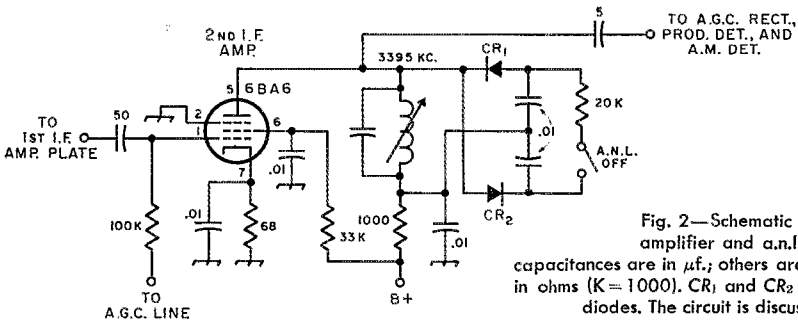 5
TO A.G.C. RECT.,
PROD. DET., AND
A.M. DET.
2ND I.F.
AMP.
3395 KC.
CR1
5
6BA6
TO
1ST I.F.
AMP. PLATE
50
2
1
6
.01
7
.01
20K
A.N.L.
OFF
CR2
100K
.01
68
33K
1000
.01
B+
TO
A.G.C. LINE
Fig. 2—Schematic
amplifier and a.n.
capacitances are in µf.; others are
in ohms (K=1000). CR1 and CR2
diodes. The circuit is discus